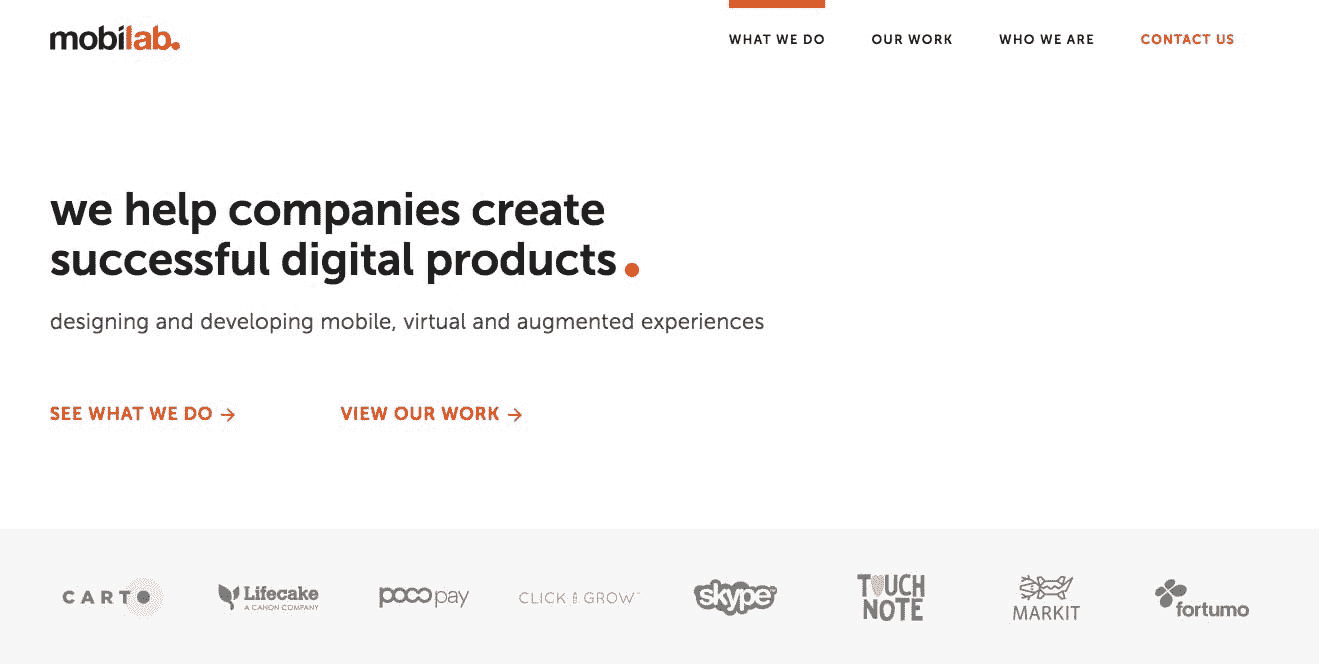 mobilab.
WHAT WE DO
OUR WORK
WHO WE ARE
CONTACT US
we help companies create
successful digital products.
designing and developing mobile, virtual and augmented experiences
SEE WHAT WE DO →
VIEW OUR WORK →
CARTO
Lifecake
A CANON COMPANY
pocopay
CLICK & GROW™
skype™
TOUCH
NOTE
MARKIT
fortumo